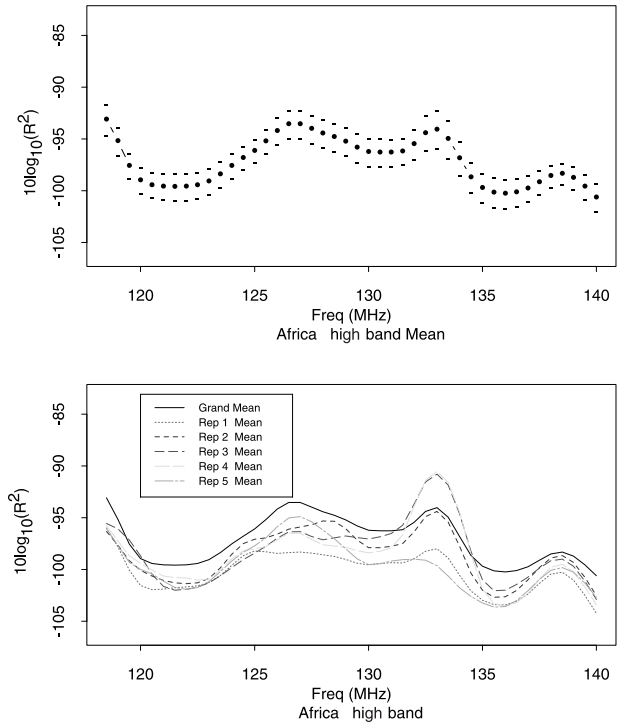 -85
-90
-95
-100
-105
10log10(R2)
120 125 130 135 140
Freq (MHz)
Africa high band Mean
-85
-90
-95
-100
-105
10log10(R2)
Grand Mean
Rep 1 Mean
Rep 2 Mean
Rep 3 Mean
Rep 4 Mean
Rep 5 Mean
120 125 130 135 140
Freq (MHz)
Africa high band